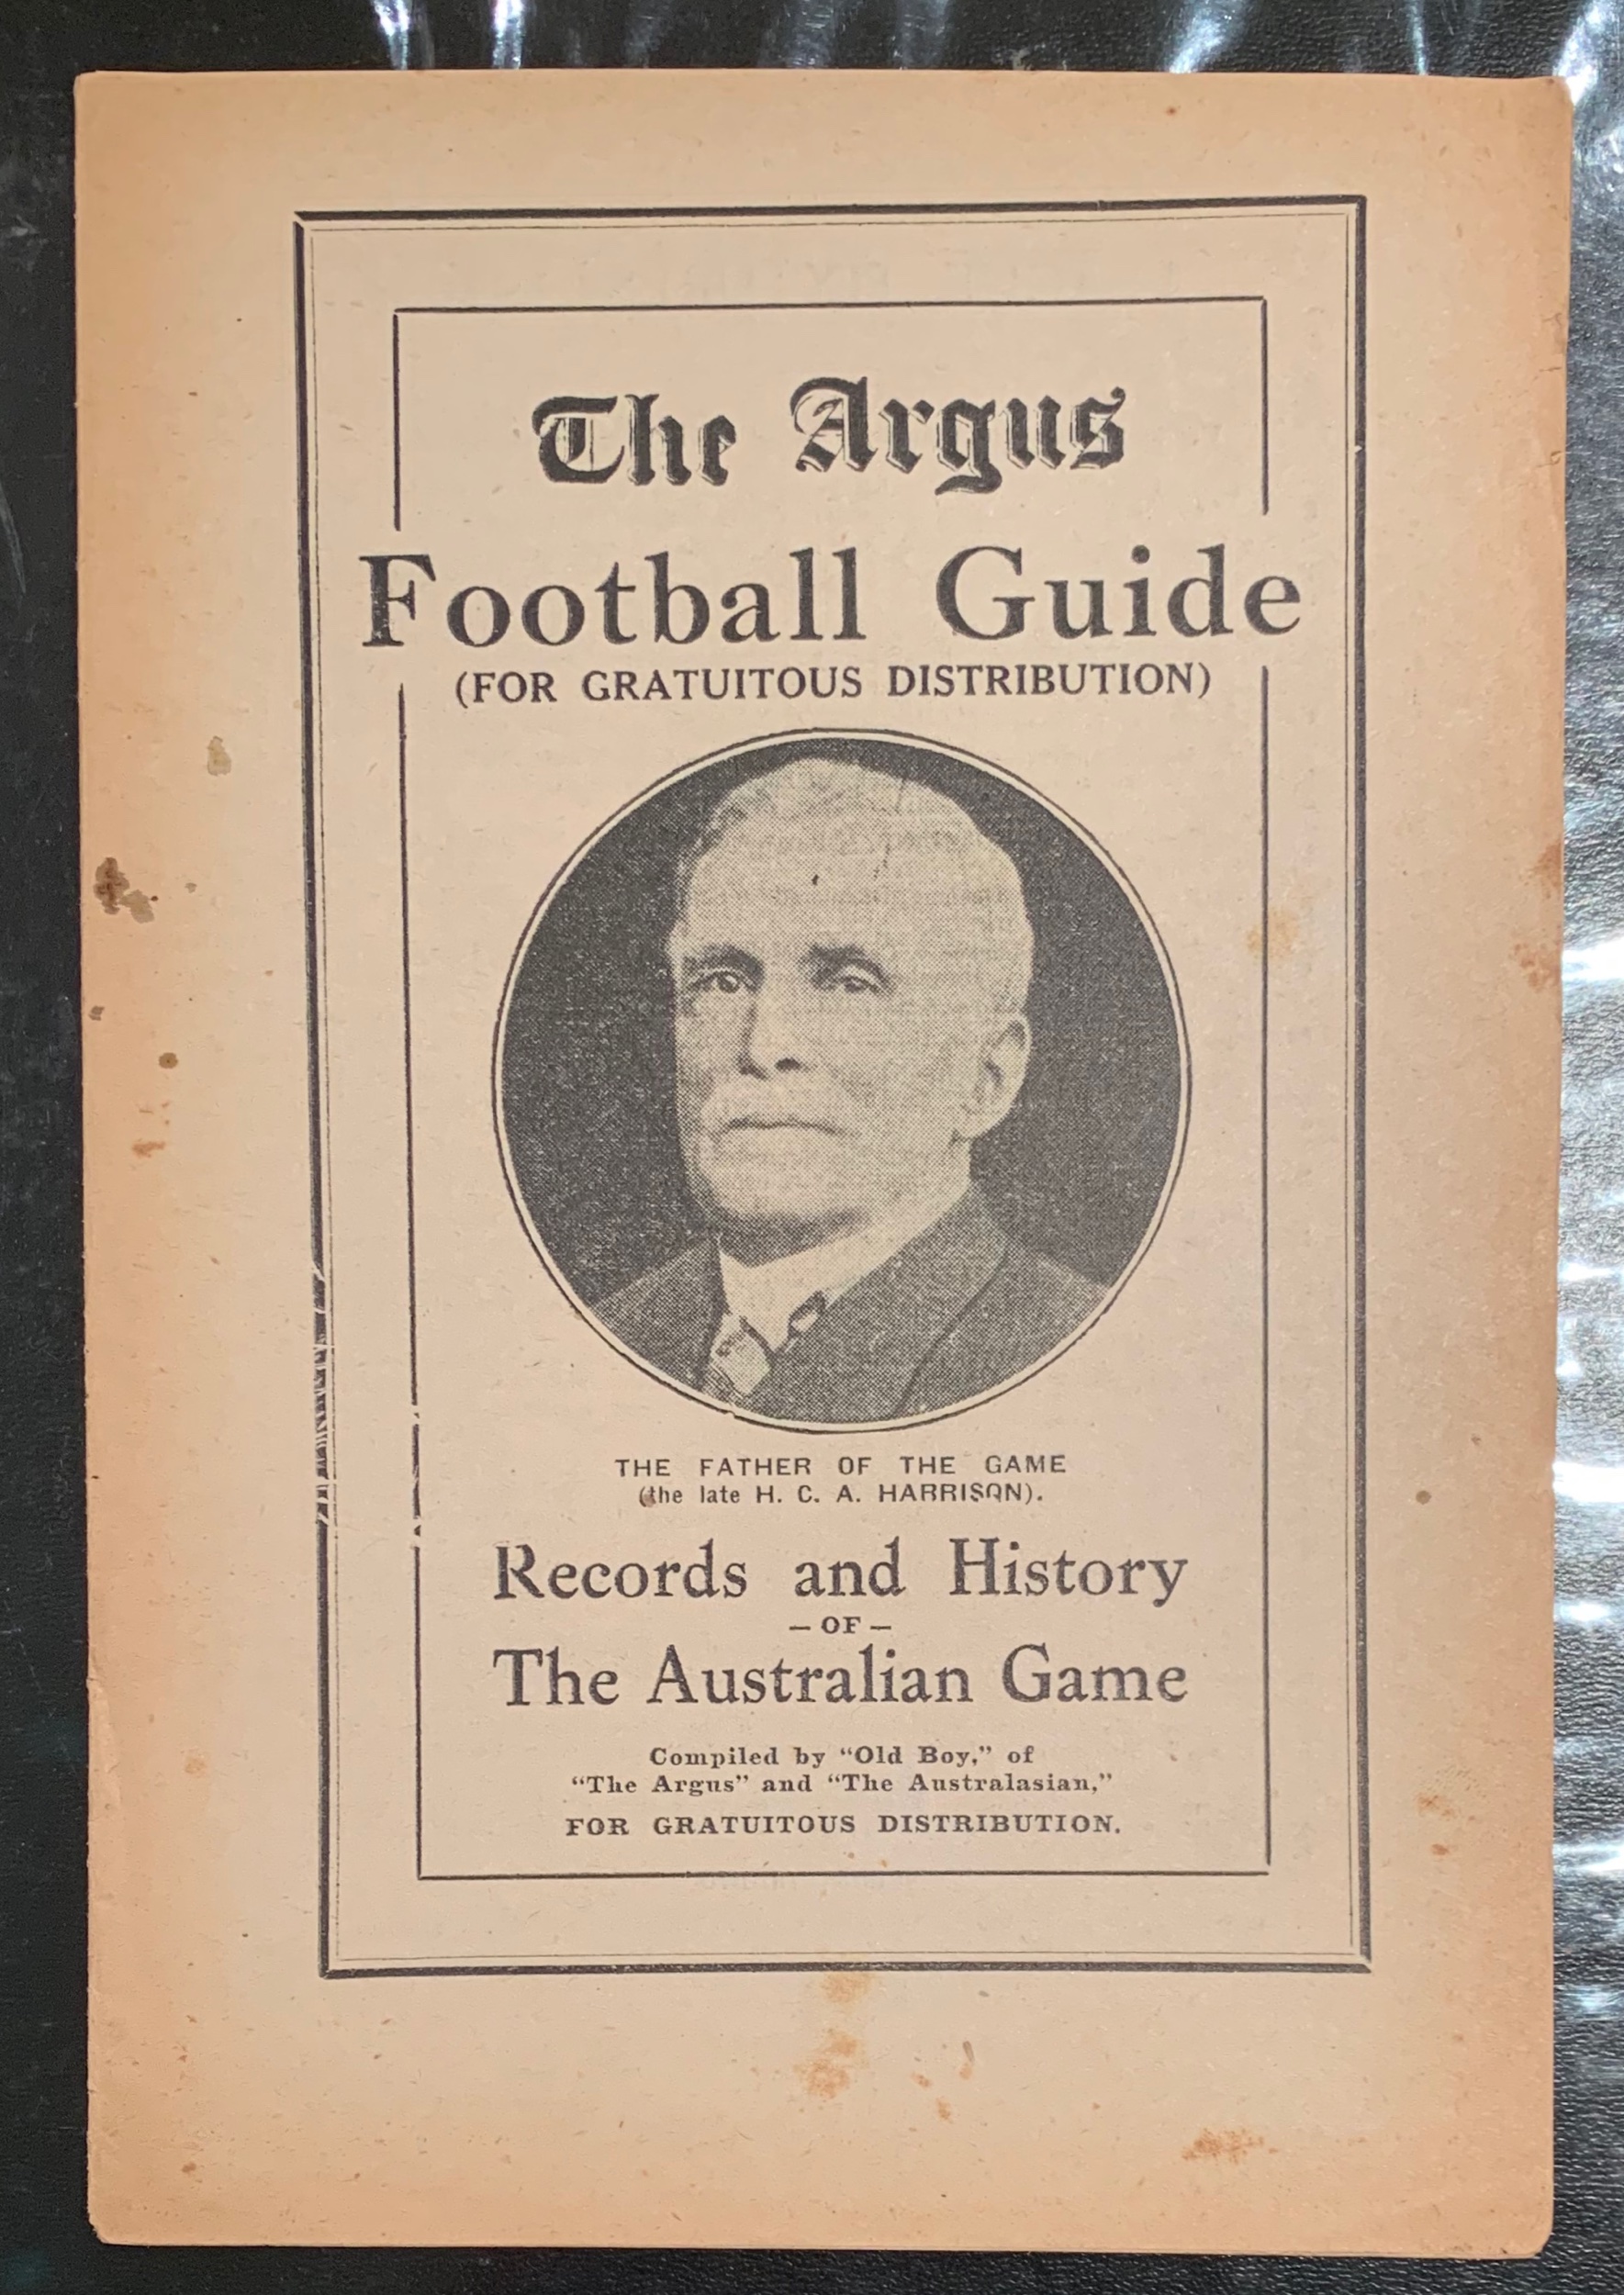 The Argus
Football Guide
(FOR GRATUITOUS DISTRIBUTION)
THE FATHER OF THE GAME
(the late H. C. A. HARRISON).
Records and History
– OF –
The Australian Game
Compiled by “Old Boy,” of
“The Argus” and “The Australasian,”
FOR GRATUITOUS DISTRIBUTION.